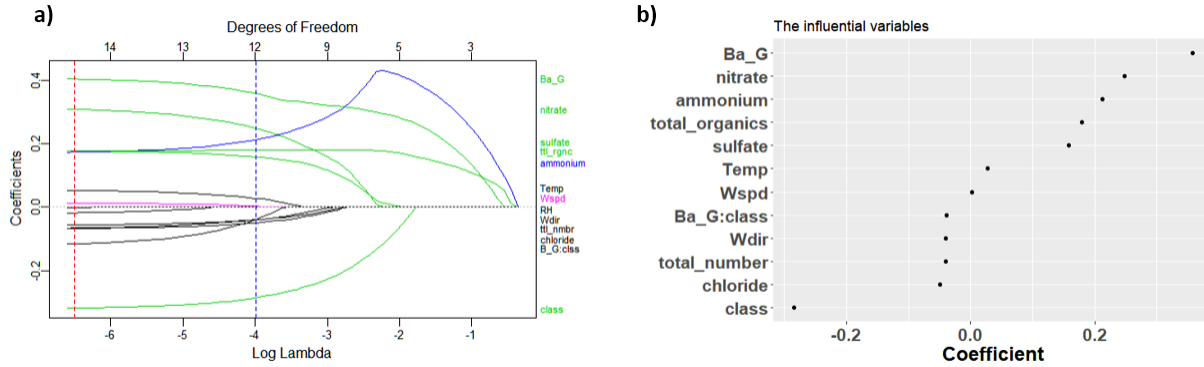 a)
Degrees of Freedom
14 13 12 9 5 3
Coefficients
0.4
0.2
0.0
-0.2
Ba_G
nitrate
sulfate
ttl_rgnc
ammonium
Temp
Wspd
RH
Wdir
ttl_nmbr
chloride
B_G:clss
class
-6 -5 -4 -3 -2 -1
Log Lambda
b)
The influential variables
Ba_G
nitrate
ammonium
total_organics
sulfate
Temp
Wspd
Ba_G:class
Wdir
total_number
chloride
class
-0.2 0.0 0.2
Coefficient